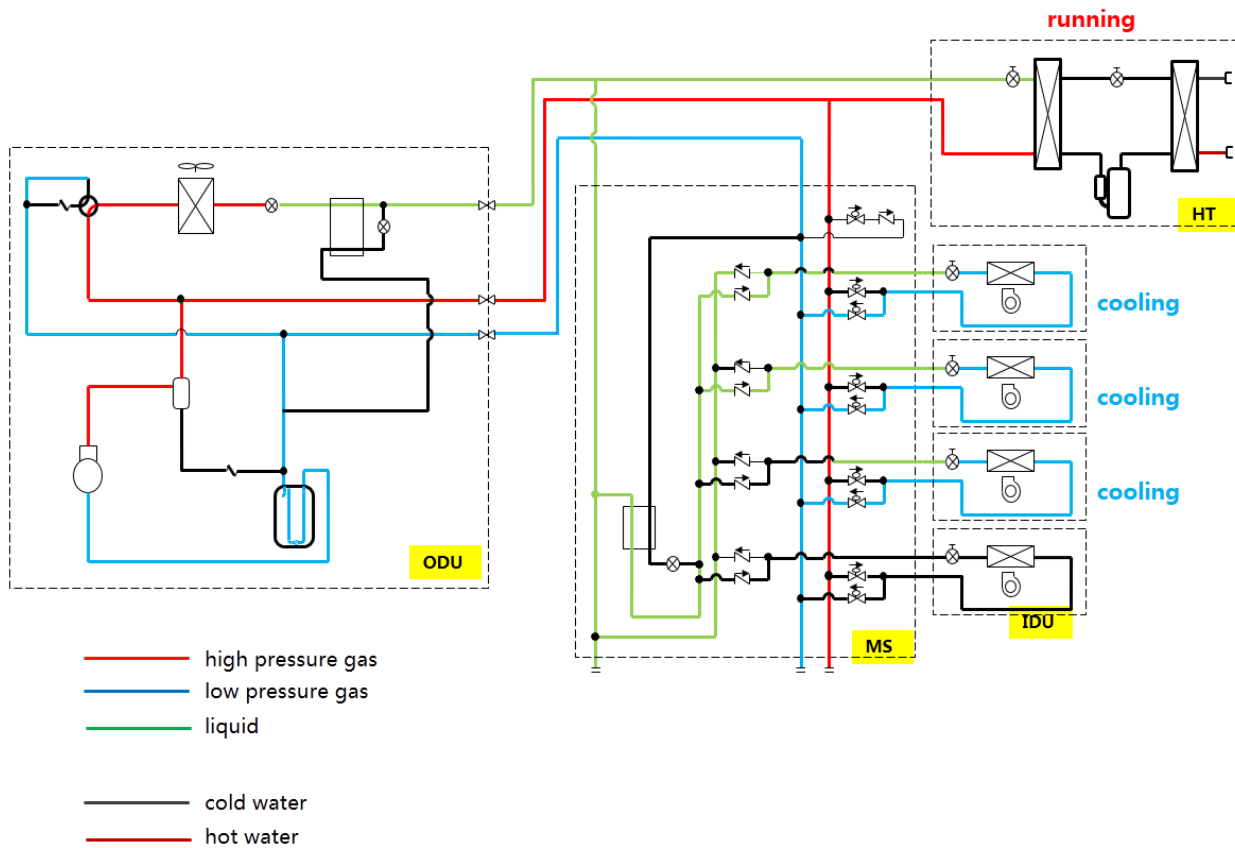 running
HT
cooling
cooling
cooling
ODU
IDU
MS
high pressure gas
low pressure gas
liquid
cold water
hot water